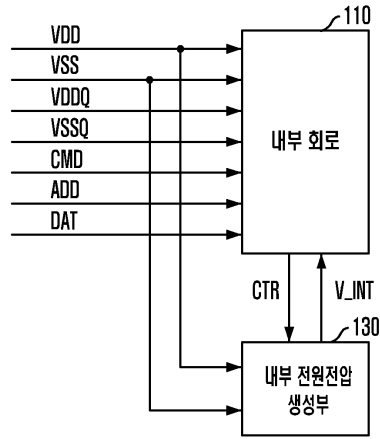 110
VDD
VSS
VDDQ
VSSQ
CMD
ADD
DAT
내부 회로
CTR
V_INT
130
내부 전원전압
생성부